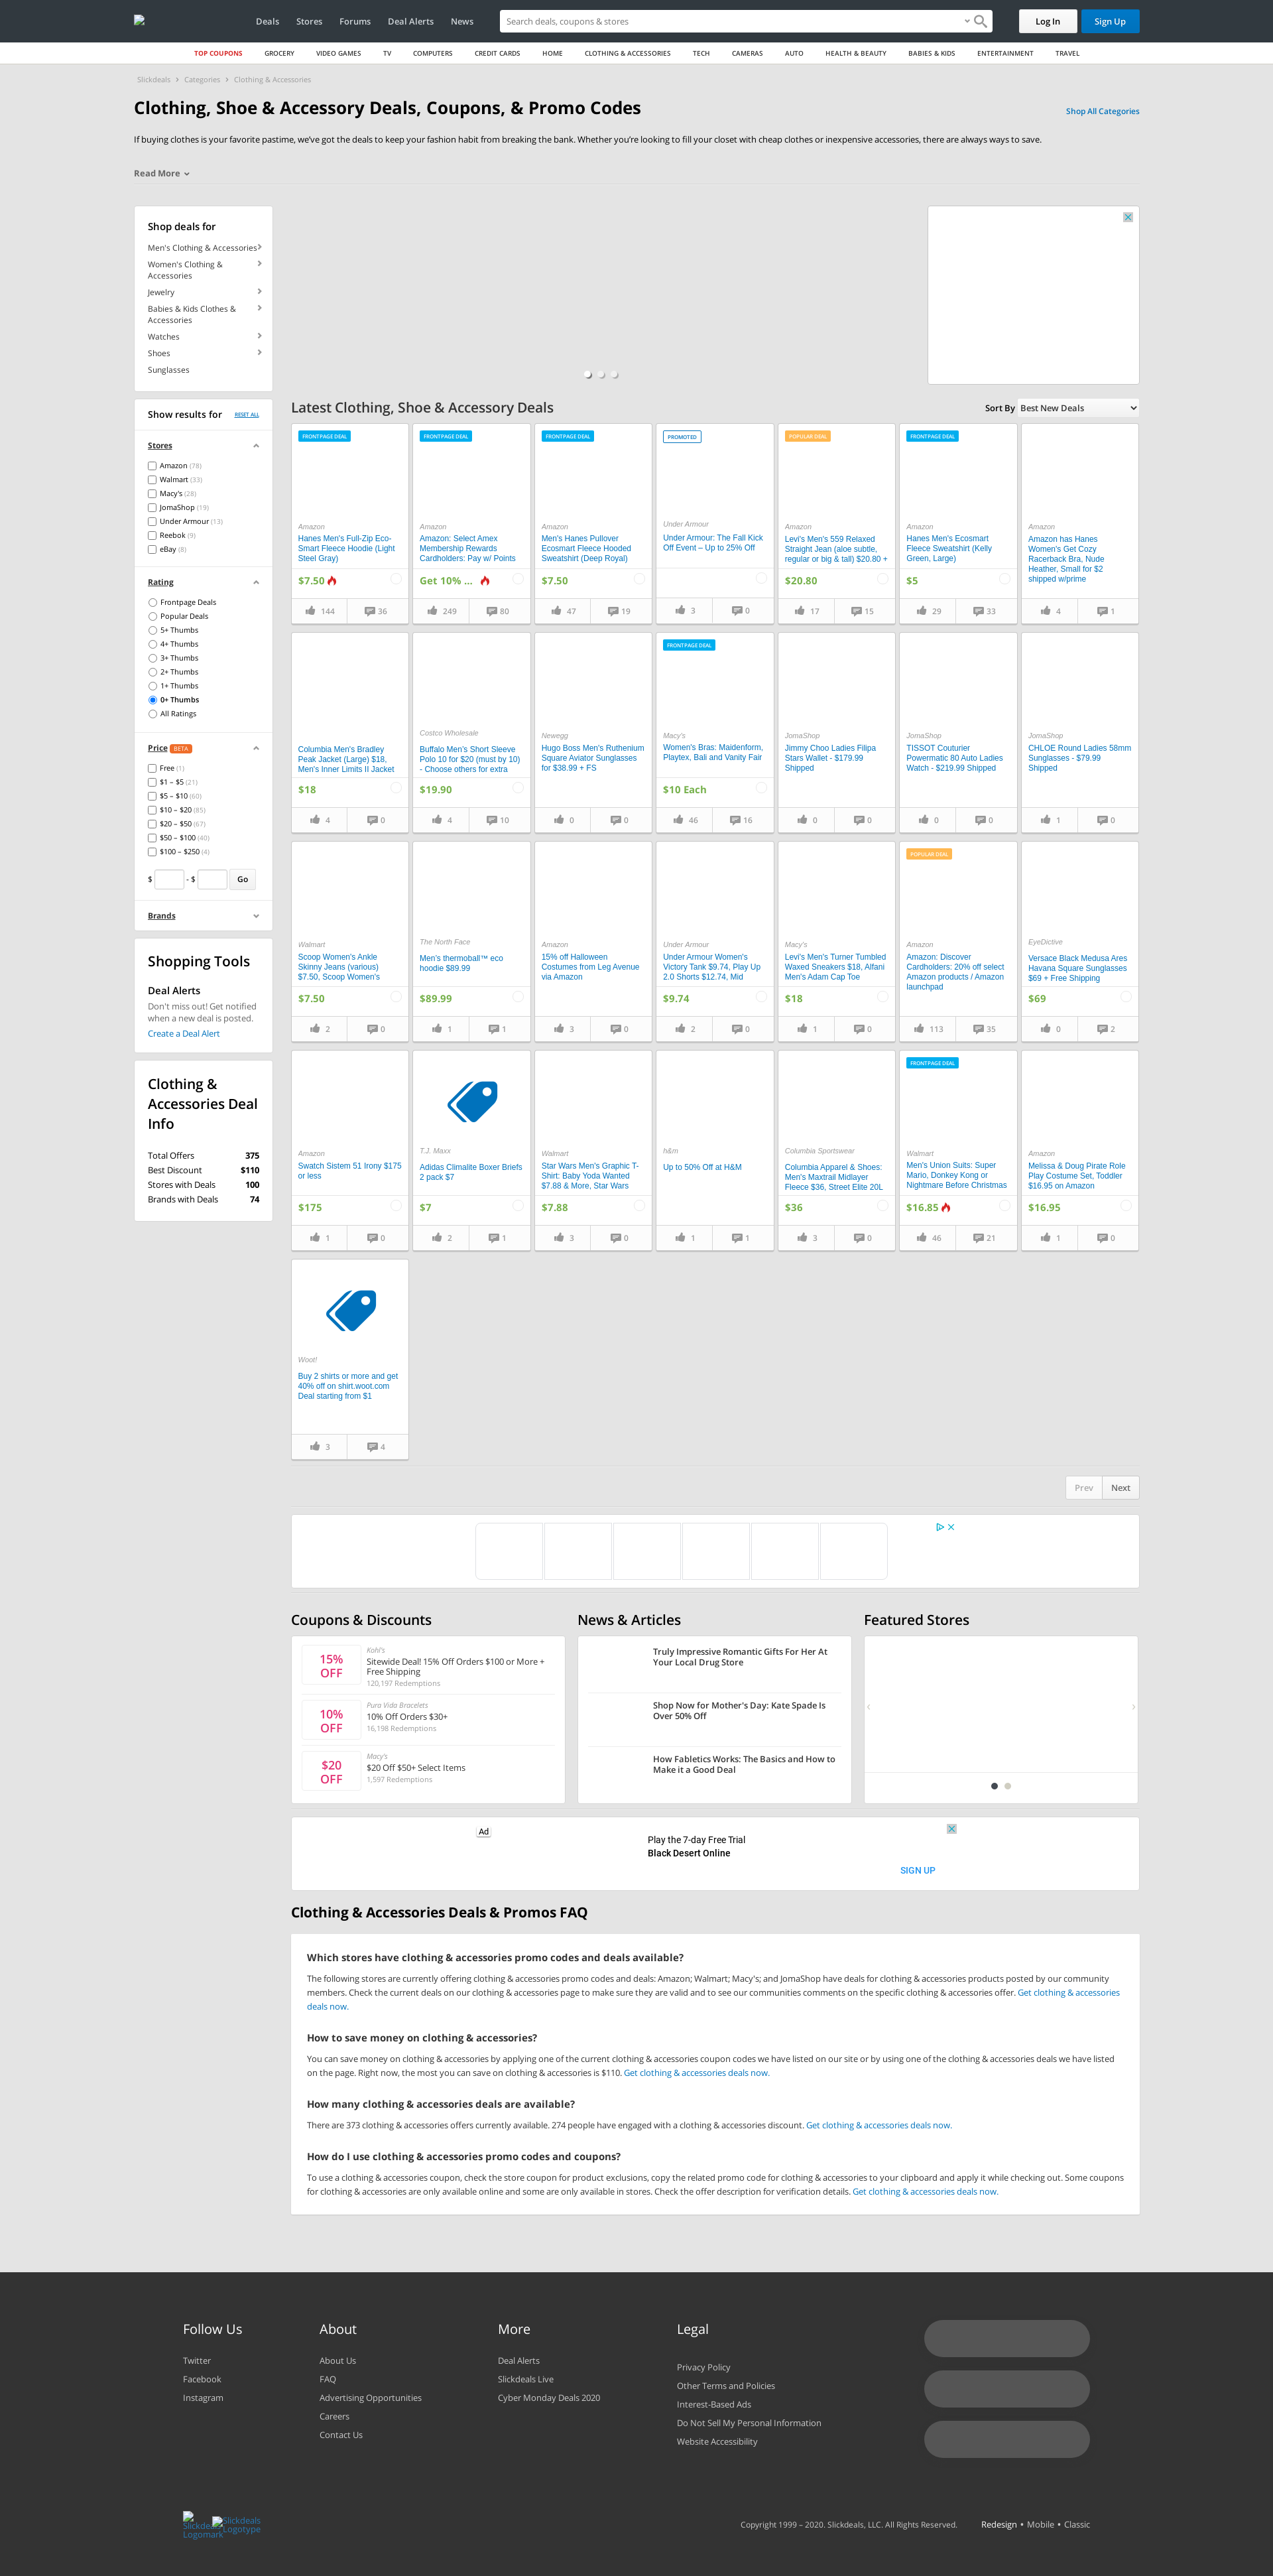 Deals Stores Forums Deal Alerts News
Search deals, coupons & stores
Log In
Sign Up
TOP COUPONS GROCERY VIDEO GAMES TV COMPUTERS CREDIT CARDS HOME CLOTHING & ACCESSORIES TECH CAMERAS AUTO HEALTH & BEAUTY BABIES & KIDS ENTERTAINMENT TRAVEL
Slickdeals > Categories > Clothing & Accessories
Clothing, Shoe & Accessory Deals, Coupons, & Promo Codes
Shop All Categories
If buying clothes is your favorite pastime, we've got the deals to keep your fashion habit from breaking the bank. Whether you're looking to fill your closet with cheap clothes or inexpensive accessories, there are always ways to save.
Read More
Shop deals for
Men's Clothing & Accessories
Women's Clothing &
Accessories
Jewelry
Babies & Kids Clothes &
Accessories
Watches
Shoes
Sunglasses
Show results for
RESET ALL
Stores
Amazon (78)
Walmart (33)
Macy's (28)
JomaShop (19)
Under Armour (13)
Reebok (9)
eBay (8)
Rating
Frontpage Deals
Popular Deals
5+ Thumbs
4+ Thumbs
3+ Thumbs
2+ Thumbs
1+ Thumbs
0+ Thumbs
All Ratings
Price BETA
Free (1)
$1 – $5 (21)
$5 – $10 (60)
$10 – $20 (85)
$20 – $50 (67)
$50 – $100 (40)
$100 – $250 (4)
$ - $ Go
Brands
Shopping Tools
Deal Alerts
Don't miss out! Get notified
when a new deal is posted.
Create a Deal Alert
Clothing &
Accessories Deal
Info
Total Offers 375
Best Discount $110
Stores with Deals 100
Brands with Deals 74
Latest Clothing, Shoe & Accessory Deals
Sort By Best New Deals
FRONTPAGE DEAL
Amazon
Hanes Men's Full-Zip Eco-
Smart Fleece Hoodie (Light
Steel Gray)
$7.50
144 36
FRONTPAGE DEAL
Amazon
Amazon: Select Amex
Membership Rewards
Cardholders: Pay w/ Points
Get 10% ...
249 80
FRONTPAGE DEAL
Amazon
Men's Hanes Pullover
Ecosmart Fleece Hooded
Sweatshirt (Deep Royal)
$7.50
47 19
PROMOTED
Under Armour
Under Armour: The Fall Kick
Off Event – Up to 25% Off
3 0
POPULAR DEAL
Amazon
Levi's Men's 559 Relaxed
Straight Jean (aloe subtle,
regular or big & tall) $20.80 +
$20.80
17 15
FRONTPAGE DEAL
Amazon
Hanes Men's Ecosmart
Fleece Sweatshirt (Kelly
Green, Large)
$5
29 33
Amazon
Amazon has Hanes
Women's Get Cozy
Racerback Bra, Nude
Heather, Small for $2
shipped w/prime
4 1
Columbia Men's Bradley
Peak Jacket (Large) $18,
Men's Inner Limits II Jacket
$18
4 0
Costco Wholesale
Buffalo Men's Short Sleeve
Polo 10 for $20 (must by 10)
- Choose others for extra
$19.90
4 10
Newegg
Hugo Boss Men's Ruthenium
Square Aviator Sunglasses
for $38.99 + FS
0 0
FRONTPAGE DEAL
Macy's
Women's Bras: Maidenform,
Playtex, Bali and Vanity Fair
$10 Each
46 16
JomaShop
Jimmy Choo Ladies Filipa
Stars Wallet - $179.99
Shipped
0 0
JomaShop
TISSOT Couturier
Powermatic 80 Auto Ladies
Watch - $219.99 Shipped
0 0
JomaShop
CHLOE Round Ladies 58mm
Sunglasses - $79.99
Shipped
1 0
Walmart
Scoop Women's Ankle
Skinny Jeans (various)
$7.50, Scoop Women's
$7.50
2 0
The North Face
Men's thermoball™ eco
hoodie $89.99
$89.99
1 1
Amazon
15% off Halloween
Costumes from Leg Avenue
via Amazon
3 0
Under Armour
Under Armour Women's
Victory Tank $9.74, Play Up
2.0 Shorts $12.74, Mid
$9.74
2 0
Macy's
Levi's Men's Turner Tumbled
Waxed Sneakers $18, Alfani
Men's Adam Cap Toe
$18
1 0
POPULAR DEAL
Amazon
Amazon: Discover
Cardholders: 20% off select
Amazon products / Amazon
launchpad
113 35
EyeDictive
Versace Black Medusa Ares
Havana Square Sunglasses
$69 + Free Shipping
$69
0 2
Amazon
Swatch Sistem 51 Irony $175
or less
$175
1 0
T.J. Maxx
Adidas Climalite Boxer Briefs
2 pack $7
$7
2 1
Walmart
Star Wars Men's Graphic T-
Shirt: Baby Yoda Wanted
$7.88 & More, Star Wars
$7.88
3 0
h&m
Up to 50% Off at H&M
1 1
Columbia Sportswear
Columbia Apparel & Shoes:
Men's Maxtrail Midlayer
Fleece $36, Street Elite 20L
$36
3 0
FRONTPAGE DEAL
Walmart
Men's Union Suits: Super
Mario, Donkey Kong or
Nightmare Before Christmas
$16.85
46 21
Amazon
Melissa & Doug Pirate Role
Play Costume Set, Toddler
$16.95 on Amazon
$16.95
1 0
Woot!
Buy 2 shirts or more and get
40% off on shirt.woot.com
Deal starting from $1
3 4
Prev Next
Coupons & Discounts
15%
OFF
Kohl's
Sitewide Deal! 15% Off Orders $100 or More +
Free Shipping
120,197 Redemptions
10%
OFF
Pura Vida Bracelets
10% Off Orders $30+
16,198 Redemptions
$20
OFF
Macy's
$20 Off $50+ Select Items
1,597 Redemptions
News & Articles
Truly Impressive Romantic Gifts For Her At
Your Local Drug Store
Shop Now for Mother's Day: Kate Spade Is
Over 50% Off
How Fabletics Works: The Basics and How to
Make it a Good Deal
Featured Stores
Ad
Play the 7-day Free Trial
Black Desert Online
SIGN UP
Clothing & Accessories Deals & Promos FAQ
Which stores have clothing & accessories promo codes and deals available?
The following stores are currently offering clothing & accessories promo codes and deals: Amazon; Walmart; Macy's; and JomaShop have deals for clothing & accessories products posted by our community
members. Check the current deals on our clothing & accessories page to make sure they are valid and to see our communities comments on the specific clothing & accessories offer. Get clothing & accessories
deals now.
How to save money on clothing & accessories?
You can save money on clothing & accessories by applying one of the current clothing & accessories coupon codes we have listed on our site or by using one of the clothing & accessories deals we have listed
on the page. Right now, the most you can save on clothing & accessories is $110. Get clothing & accessories deals now.
How many clothing & accessories deals are available?
There are 373 clothing & accessories offers currently available. 274 people have engaged with a clothing & accessories discount. Get clothing & accessories deals now.
How do I use clothing & accessories promo codes and coupons?
To use a clothing & accessories coupon, check the store coupon for product exclusions, copy the related promo code for clothing & accessories to your clipboard and apply it while checking out. Some coupons
for clothing & accessories are only available online and some are only available in stores. Check the offer description for verification details. Get clothing & accessories deals now.
Follow Us
Twitter
Facebook
Instagram
About
About Us
FAQ
Advertising Opportunities
Careers
Contact Us
More
Deal Alerts
Slickdeals Live
Cyber Monday Deals 2020
Legal
Privacy Policy
Other Terms and Policies
Interest-Based Ads
Do Not Sell My Personal Information
Website Accessibility
Slickdeals
Logotype
Logomark
Copyright 1999 – 2020. Slickdeals, LLC. All Rights Reserved.
Redesign • Mobile • Classic